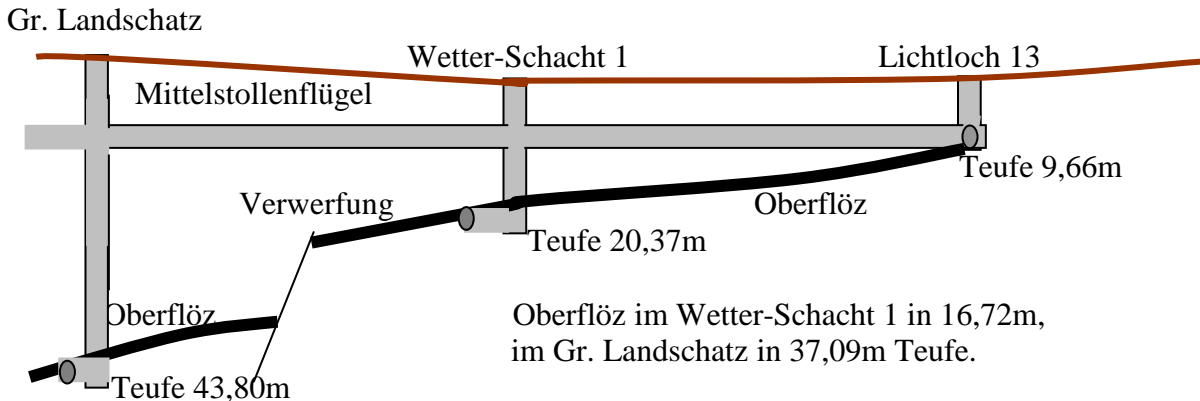 Gr. Landschatz
Wetter-Schacht 1
Lichtloch 13
Mittelstollenflügel
Teufe 9,66m
Verwerfung
Oberflöz
Teufe 20,37m
Oberflöz
Oberflöz im Wetter-Schacht 1 in 16,72m,
im Gr. Landschatz in 37,09m Teufe.
Teufe 43,80m